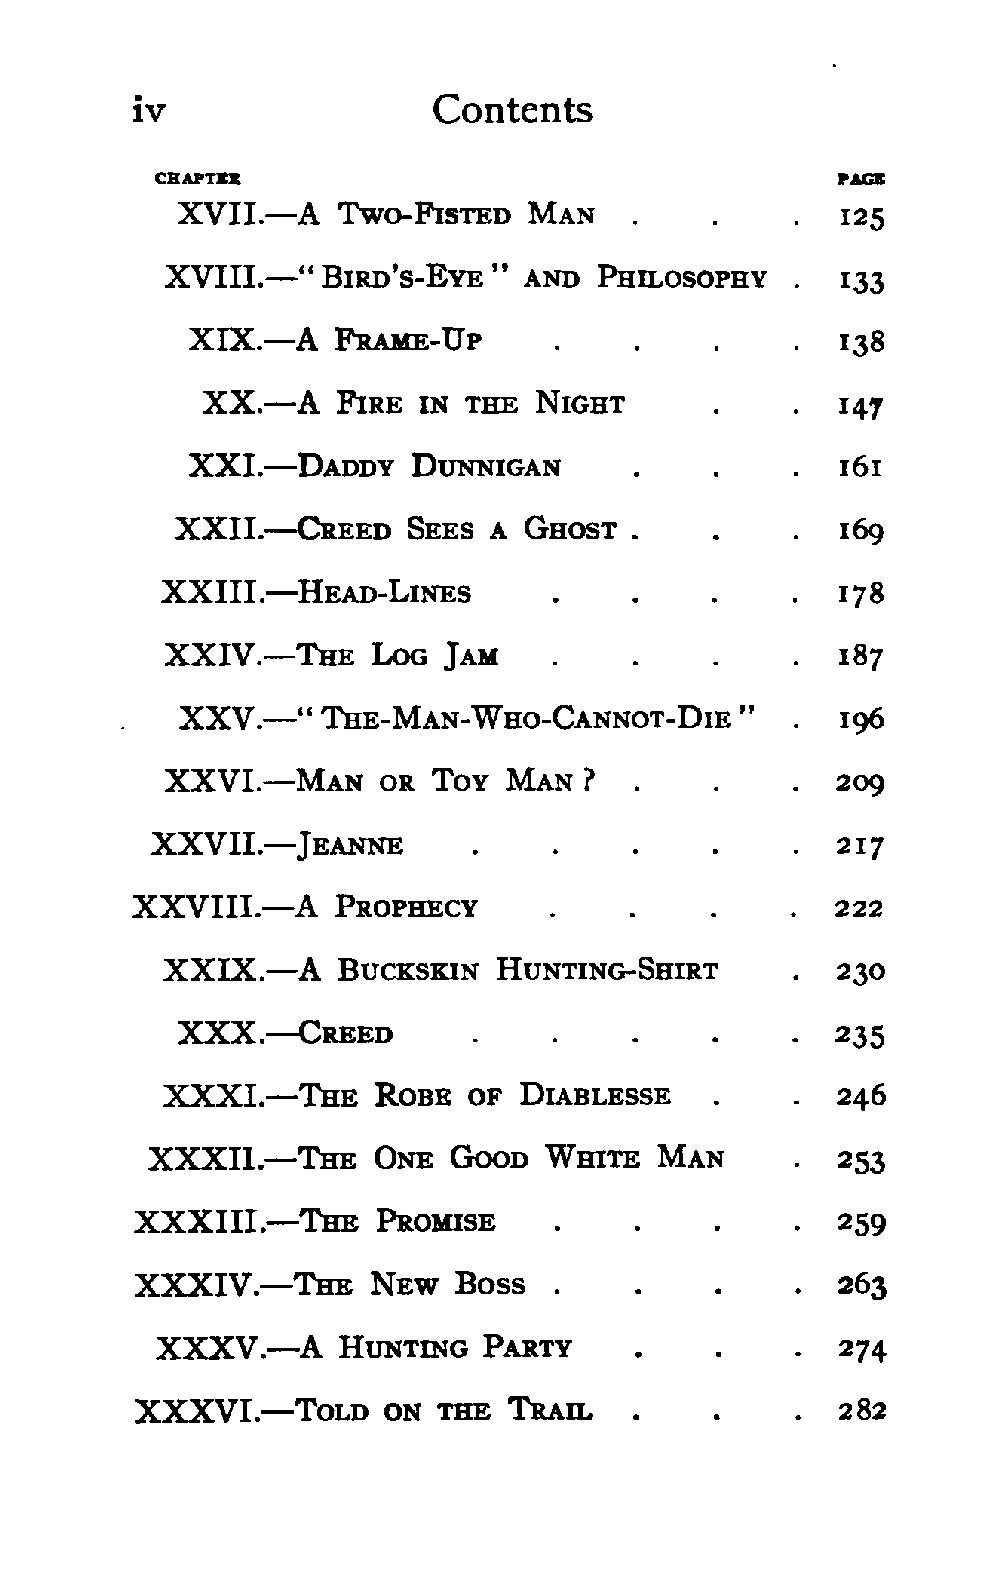 iv Contents
CHAPTER PAGE
XVII.—A Two-Fisted Man . . . 125
XVIII.—"Bird's-Eye" and Philosophy . 133
XIX.—A Frame-Up . . . . 138
XX.—A Fire in the Night . . 147
XXI.—Daddy Dunnigan . . . 161
XXII.—Creed Sees a Ghost . . . 169
XXIII.—Head-Lines . . . . 178
XXIV.—The Log Jam . . . . 187
XXV.—"The-Man-Who-Cannot-Die" . 196
XXVI.—Man or Toy Man? . . . 209
XXVII.—Jeanne . . . . . 217
XXVIII.—A Prophecy . . . . 222
XXIX.—A Buckskin Hunting-Shirt . 230
XXX.—Creed . . . . . 235
XXXI.—The Robe of Diablesse . . 246
XXXII.—The One Good White Man . 253
XXXIII.—The Promise . . . . 259
XXXIV.—The New Boss . . . . 263
XXXV.—A Hunting Party . . . 274
XXXVI.—Told on the Trail . . . 282